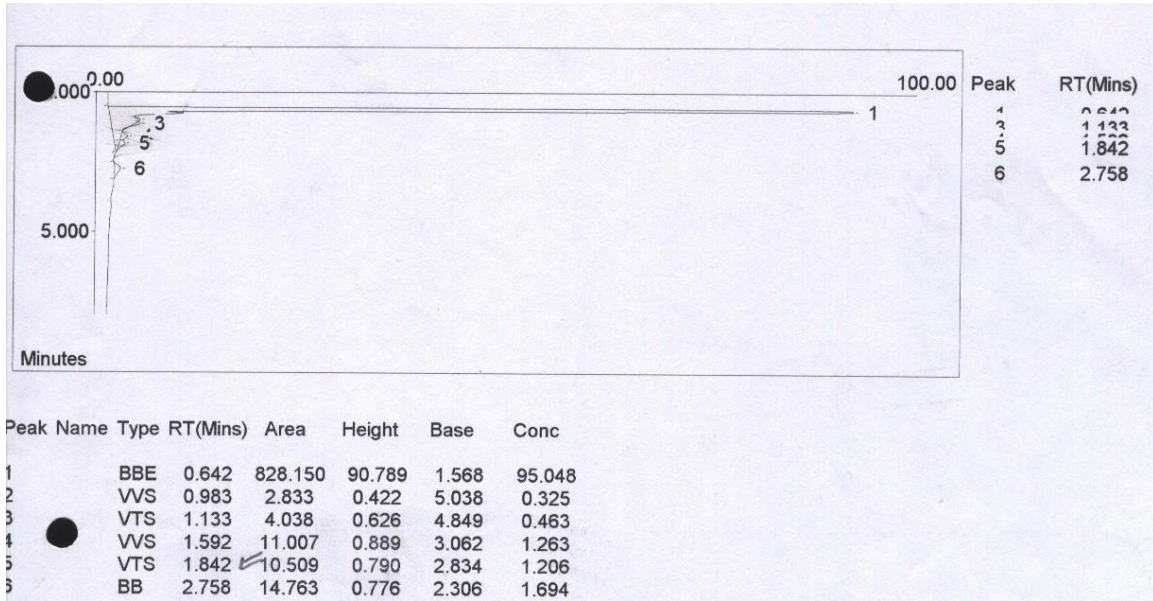 .000 0.00 100.00 Peak RT(Mins)
1
3 1.133
5 1.842
6 2.758
1
3
5
6
5.000
Minutes
Peak Name Type RT(Mins) Area Height Base Conc
1 BBE 0.642 828.150 90.789 1.568 95.048
2 VVS 0.983 2.833 0.422 5.038 0.325
3 VTS 1.133 4.038 0.626 4.849 0.463
4 VVS 1.592 11.007 0.889 3.062 1.263
5 VTS 1.842 10.509 0.790 2.834 1.206
6 BB 2.758 14.763 0.776 2.306 1.694